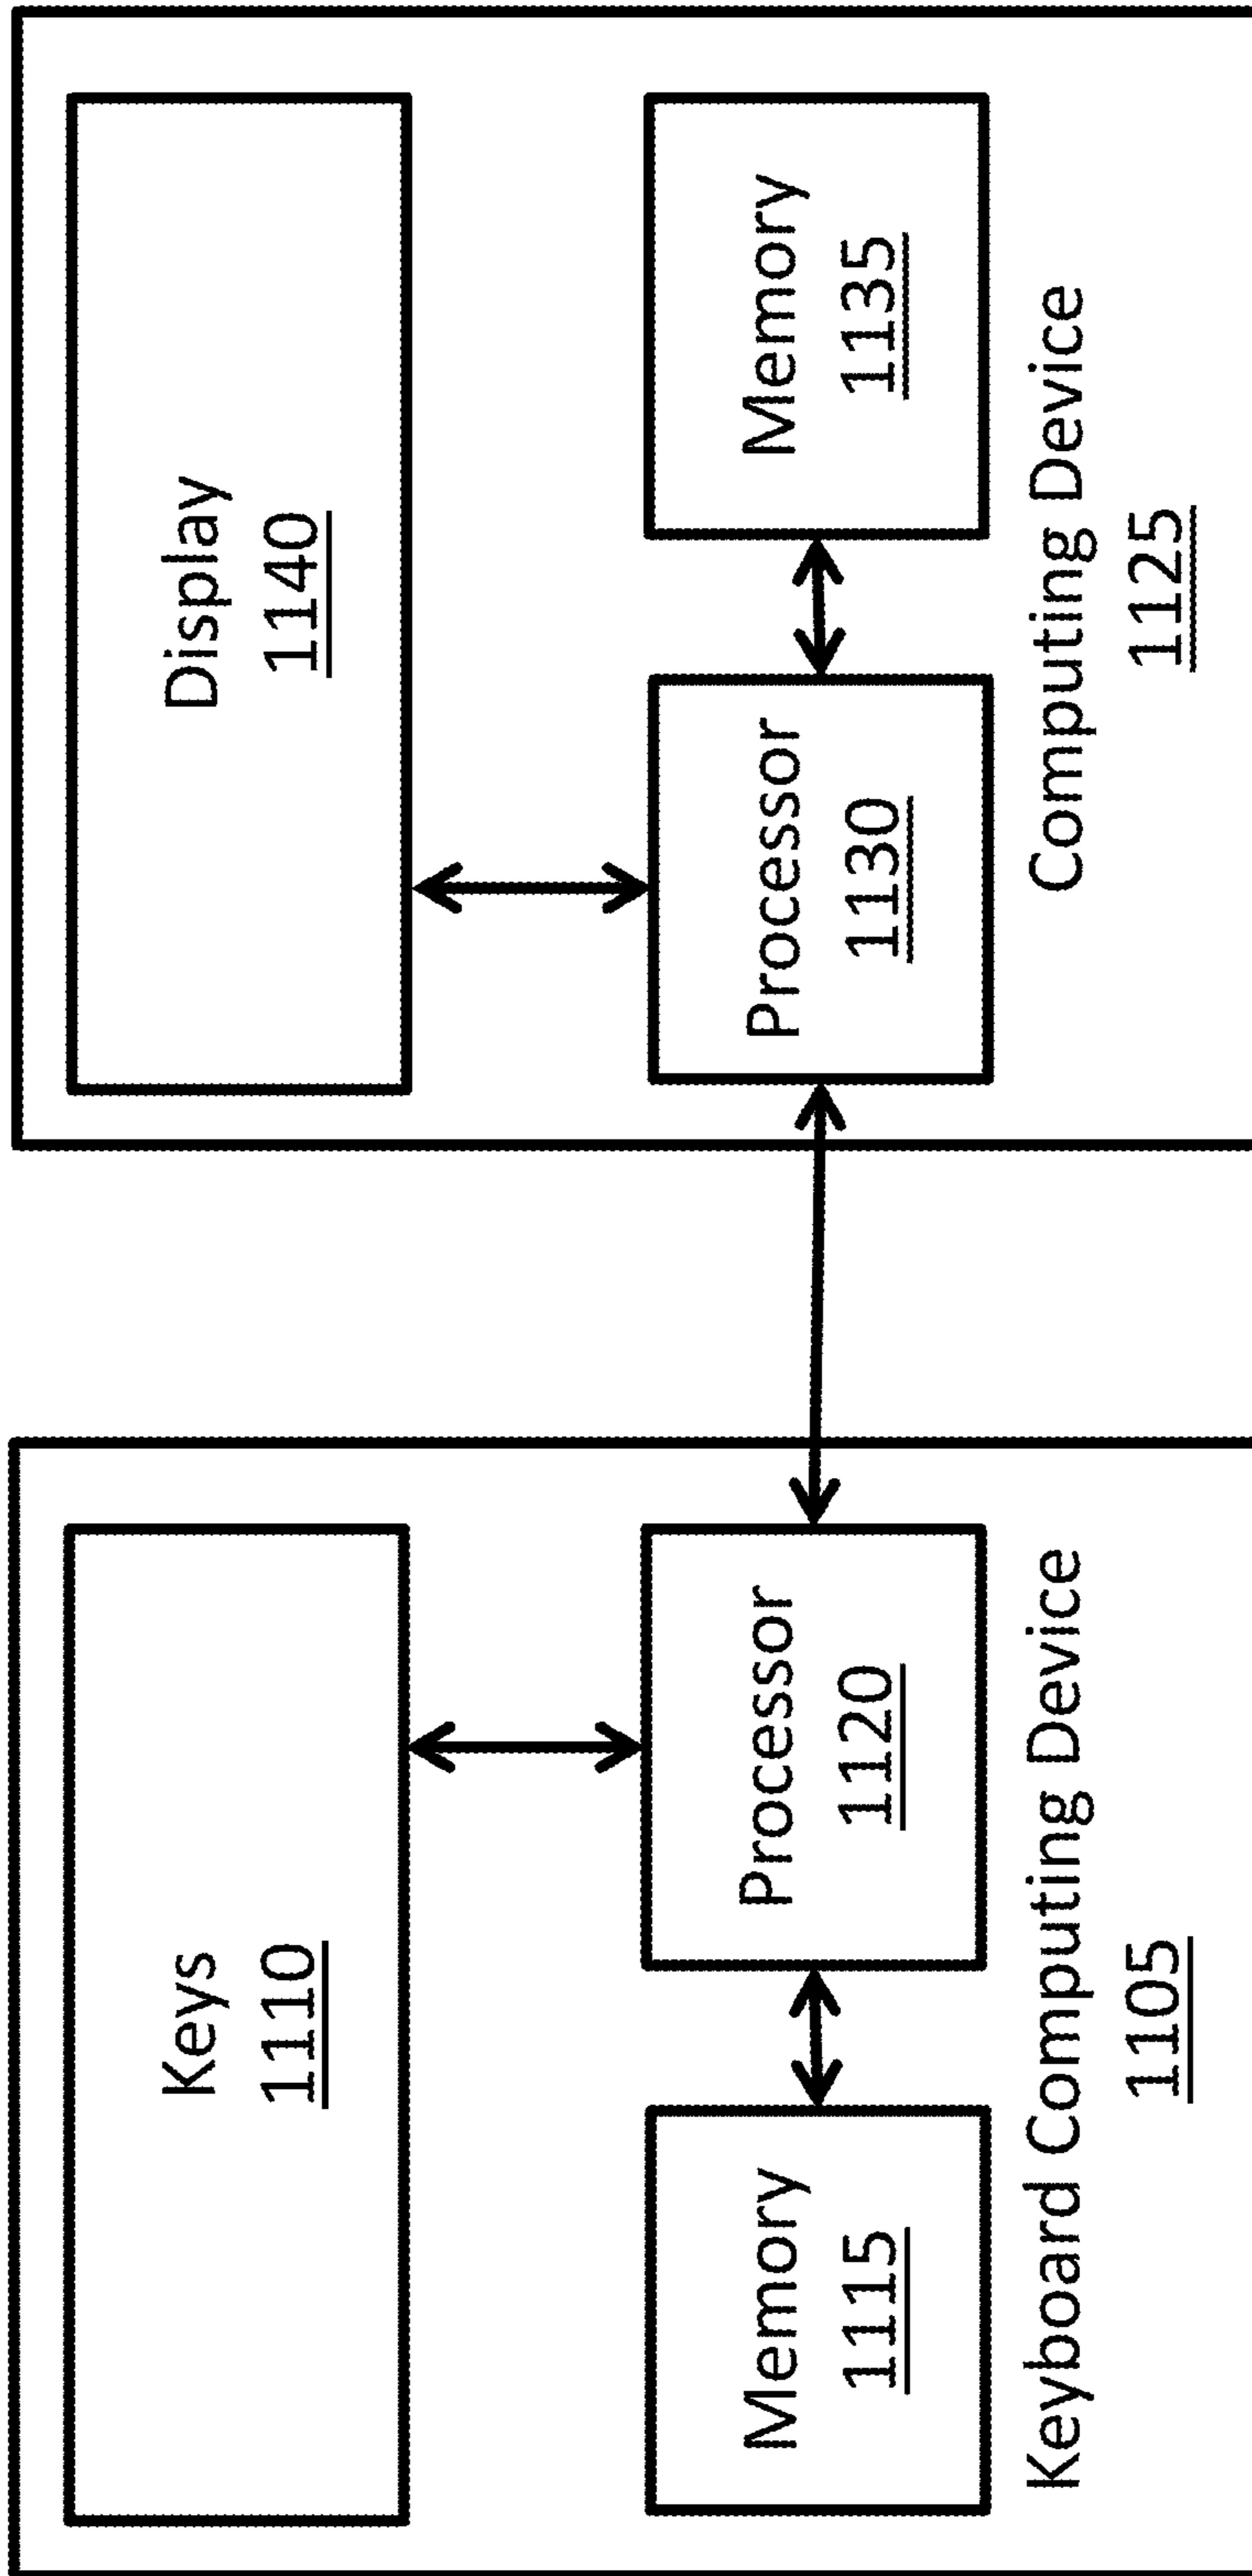 Keys
1110
Memory
1115
Processor
1120
Keyboard Computing Device
1105
Display
1140
Processor
1130
Memory
1135
Computing Device
1125